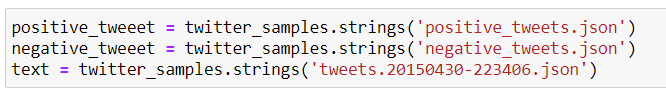 positive_tweeet = twitter_samples.strings('positive_tweets.json')
negative_tweeet = twitter_samples.strings('negative_tweets.json')
text = twitter_samples.strings('tweets.20150430-223406.json')